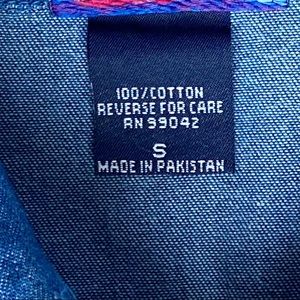 100%COTTON
REVERSE FOR CARE
RN 99042
S
MADE IN PAKISTAN